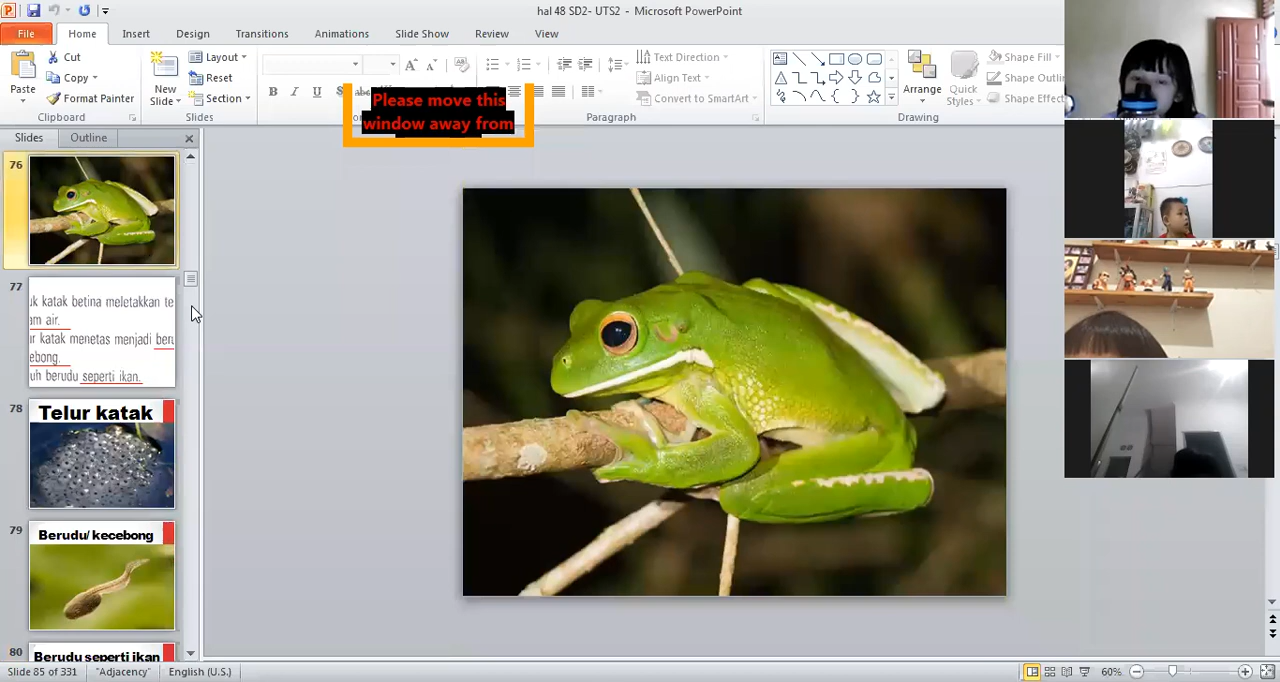 hal 48 SD2- UTS2 - Microsoft PowerPoint
File Home Insert Design Transitions Animations Slide Show Review View
Cut
Copy
Format Painter
Paste
Clipboard
New
Slide
Layout
Reset
Section
Slides
Please move this
window away from
Text Direction
Align Text
Convert to SmartArt
Paragraph
Arrange
Quick
Styles
Shape Fill
Shape Outli
Shape Effects
Drawing
Slides Outline
76
77
uk katak betina meletakkan te
am air.
ur katak menetas menjadi beru
ebong.
uh berudu seperti ikan.
78
Telur katak
79
Berudu/ kecebong
80
Berudu seperti ikan
Slide 85 of 331 "Adjacency" English (U.S.) 60%